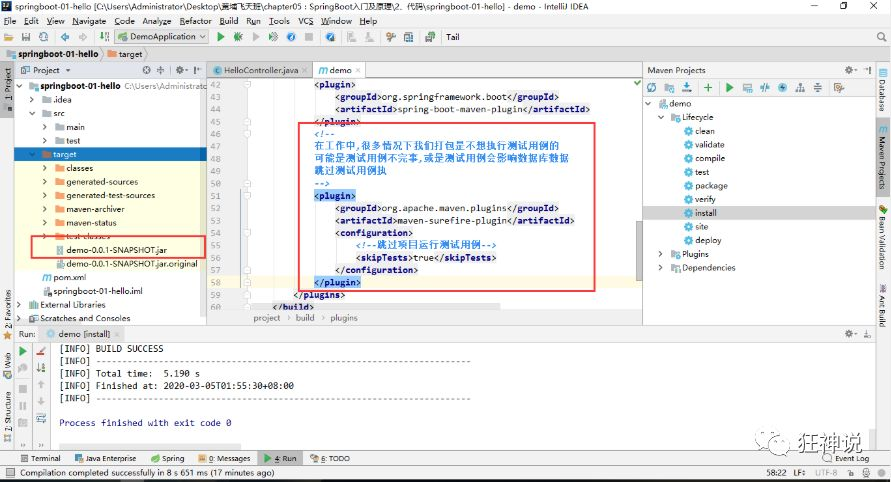 springboot-01-hello [C:\Users\Administrator\Desktop\黄埔飞天班\chapter05：SpringBoot入门及原理\2、代码\springboot-01-hello] - demo - IntelliJ IDEA
File Edit View Navigate Code Analyze Refactor Build Run Tools VCS Window Help
DemoApplication
Tail
springboot-01-hello
target
Project
springboot-01-hello C:\Users\Administrator
.idea
src
main
test
target
classes
generated-sources
generated-test-sources
maven-archiver
maven-status
test-classes
demo-0.0.1-SNAPSHOT.jar
demo-0.0.1-SNAPSHOT.jar.original
pom.xml
springboot-01-hello.iml
External Libraries
Scratches and Consoles
1: Project
2: Favorites
Web
7: Structure
HelloController.java
demo
42 <plugin>
43 <groupId>org.springframework.boot</groupId>
44 <artifactId>spring-boot-maven-plugin</artifactId>
45 </plugin>
46 <!--
47 在工作中,很多情况下我们打包是不想执行测试用例的
48 可能是测试用例不完事,或是测试用例会影响数据库数据
49 跳过测试用例执
50 -->
51 <plugin>
52 <groupId>org.apache.maven.plugins</groupId>
53 <artifactId>maven-surefire-plugin</artifactId>
54 <configuration>
55 <!--跳过项目运行测试用例-->
56 <skipTests>true</skipTests>
57 </configuration>
58 </plugin>
59 </plugins>
60 </build>
project
build
plugins
Maven Projects
demo
Lifecycle
clean
validate
compile
test
package
verify
install
site
deploy
Plugins
Dependencies
Database
Maven Projects
Bean Validation
Ant Build
Run: demo [install]
[INFO] BUILD SUCCESS
[INFO] ------------------------------------------------------------------------
[INFO] Total time: 5.190 s
[INFO] Finished at: 2020-03-05T01:55:30+08:00
[INFO] ------------------------------------------------------------------------
Process finished with exit code 0
Terminal
Java Enterprise
Spring
0: Messages
4: Run
6: TODO
Event Log
Compilation completed successfully in 8 s 651 ms (17 minutes ago)
58:22 LF÷ UTF-8
狂神说